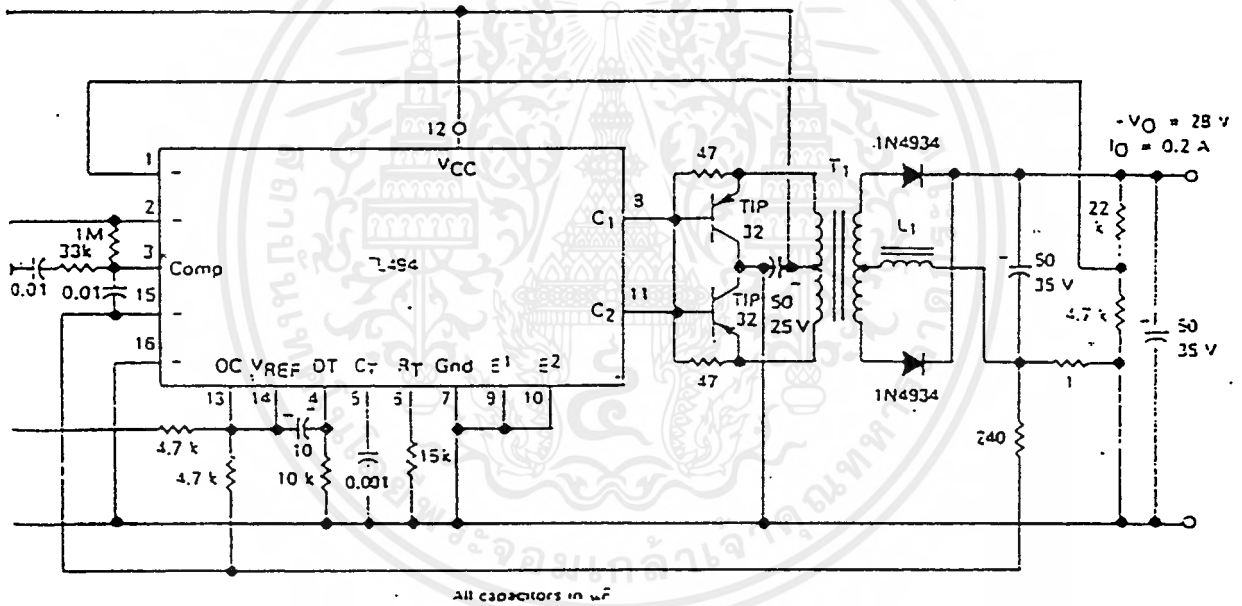 12
VCC
1
2
3
15
16
1M
33k
Comp
0.01
0.01
C1
3
C2
11
47
TIP
32
TIP
32
47
50
25 V
T1
1N4934
L1
1N4934
-VO = 28 V
IO = 0.2 A
22
k
4.7
k
50
35 V
50
35 V
1
240
OC
VREF
DT
CT
RT
Gnd
E1
E2
13
14
4
5
6
7
9
10
4.7 k
4.7 k
10
10 k
0.001
15k
All capacitors in